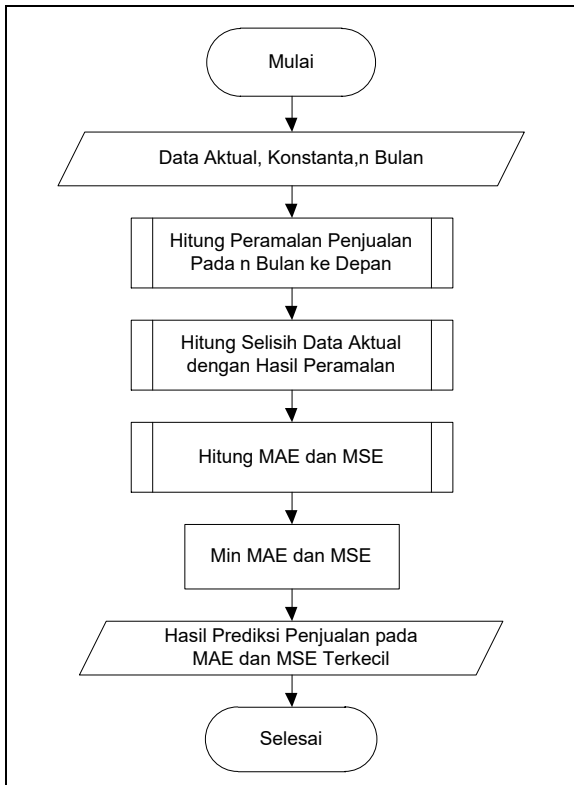 Mulai
Data Aktual, Konstanta,n Bulan
Hitung Peramalan Penjualan
Pada n Bulan ke Depan
Hitung Selisih Data Aktual
dengan Hasil Peramalan
Hitung MAE dan MSE
Min MAE dan MSE
Hasil Prediksi Penjualan pada
MAE dan MSE Terkecil
Selesai